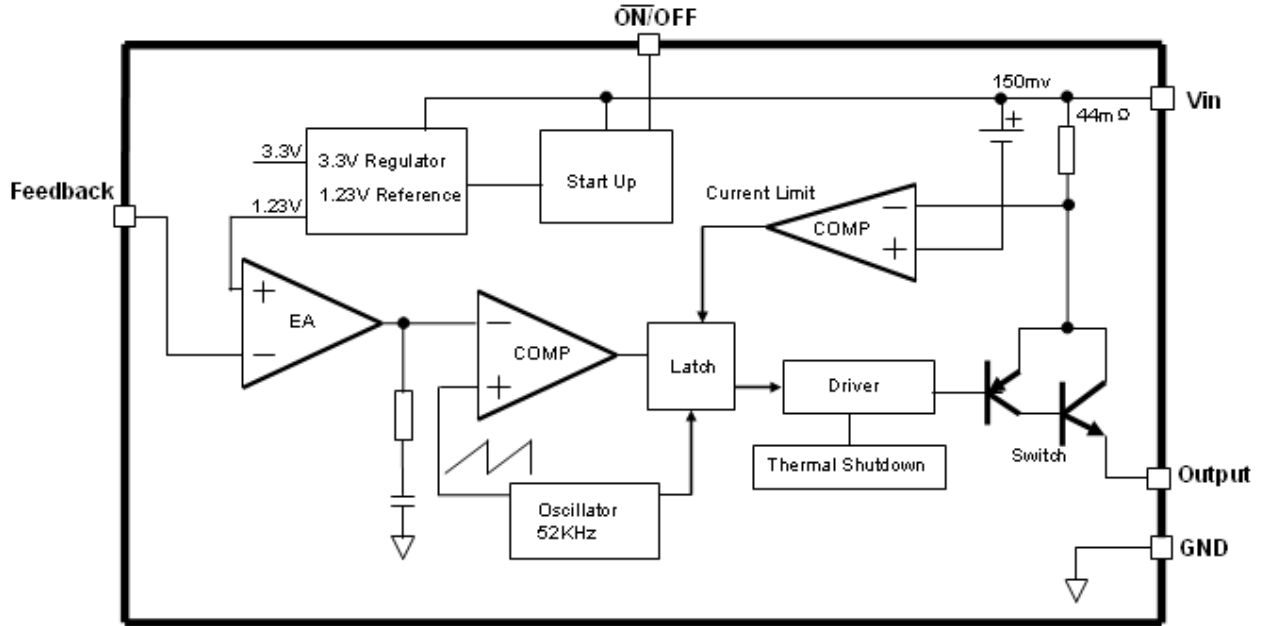 ON/OFF
150mv
Vin
44mΩ
3.3V
3.3V Regulator
1.23V Reference
Start Up
Feedback
1.23V
Current Limit
COMP
−
+
+
EA
−
−
COMP
+
+
Latch
Driver
Thermal Shutdown
Switch
Output
Oscillator
52KHz
GND